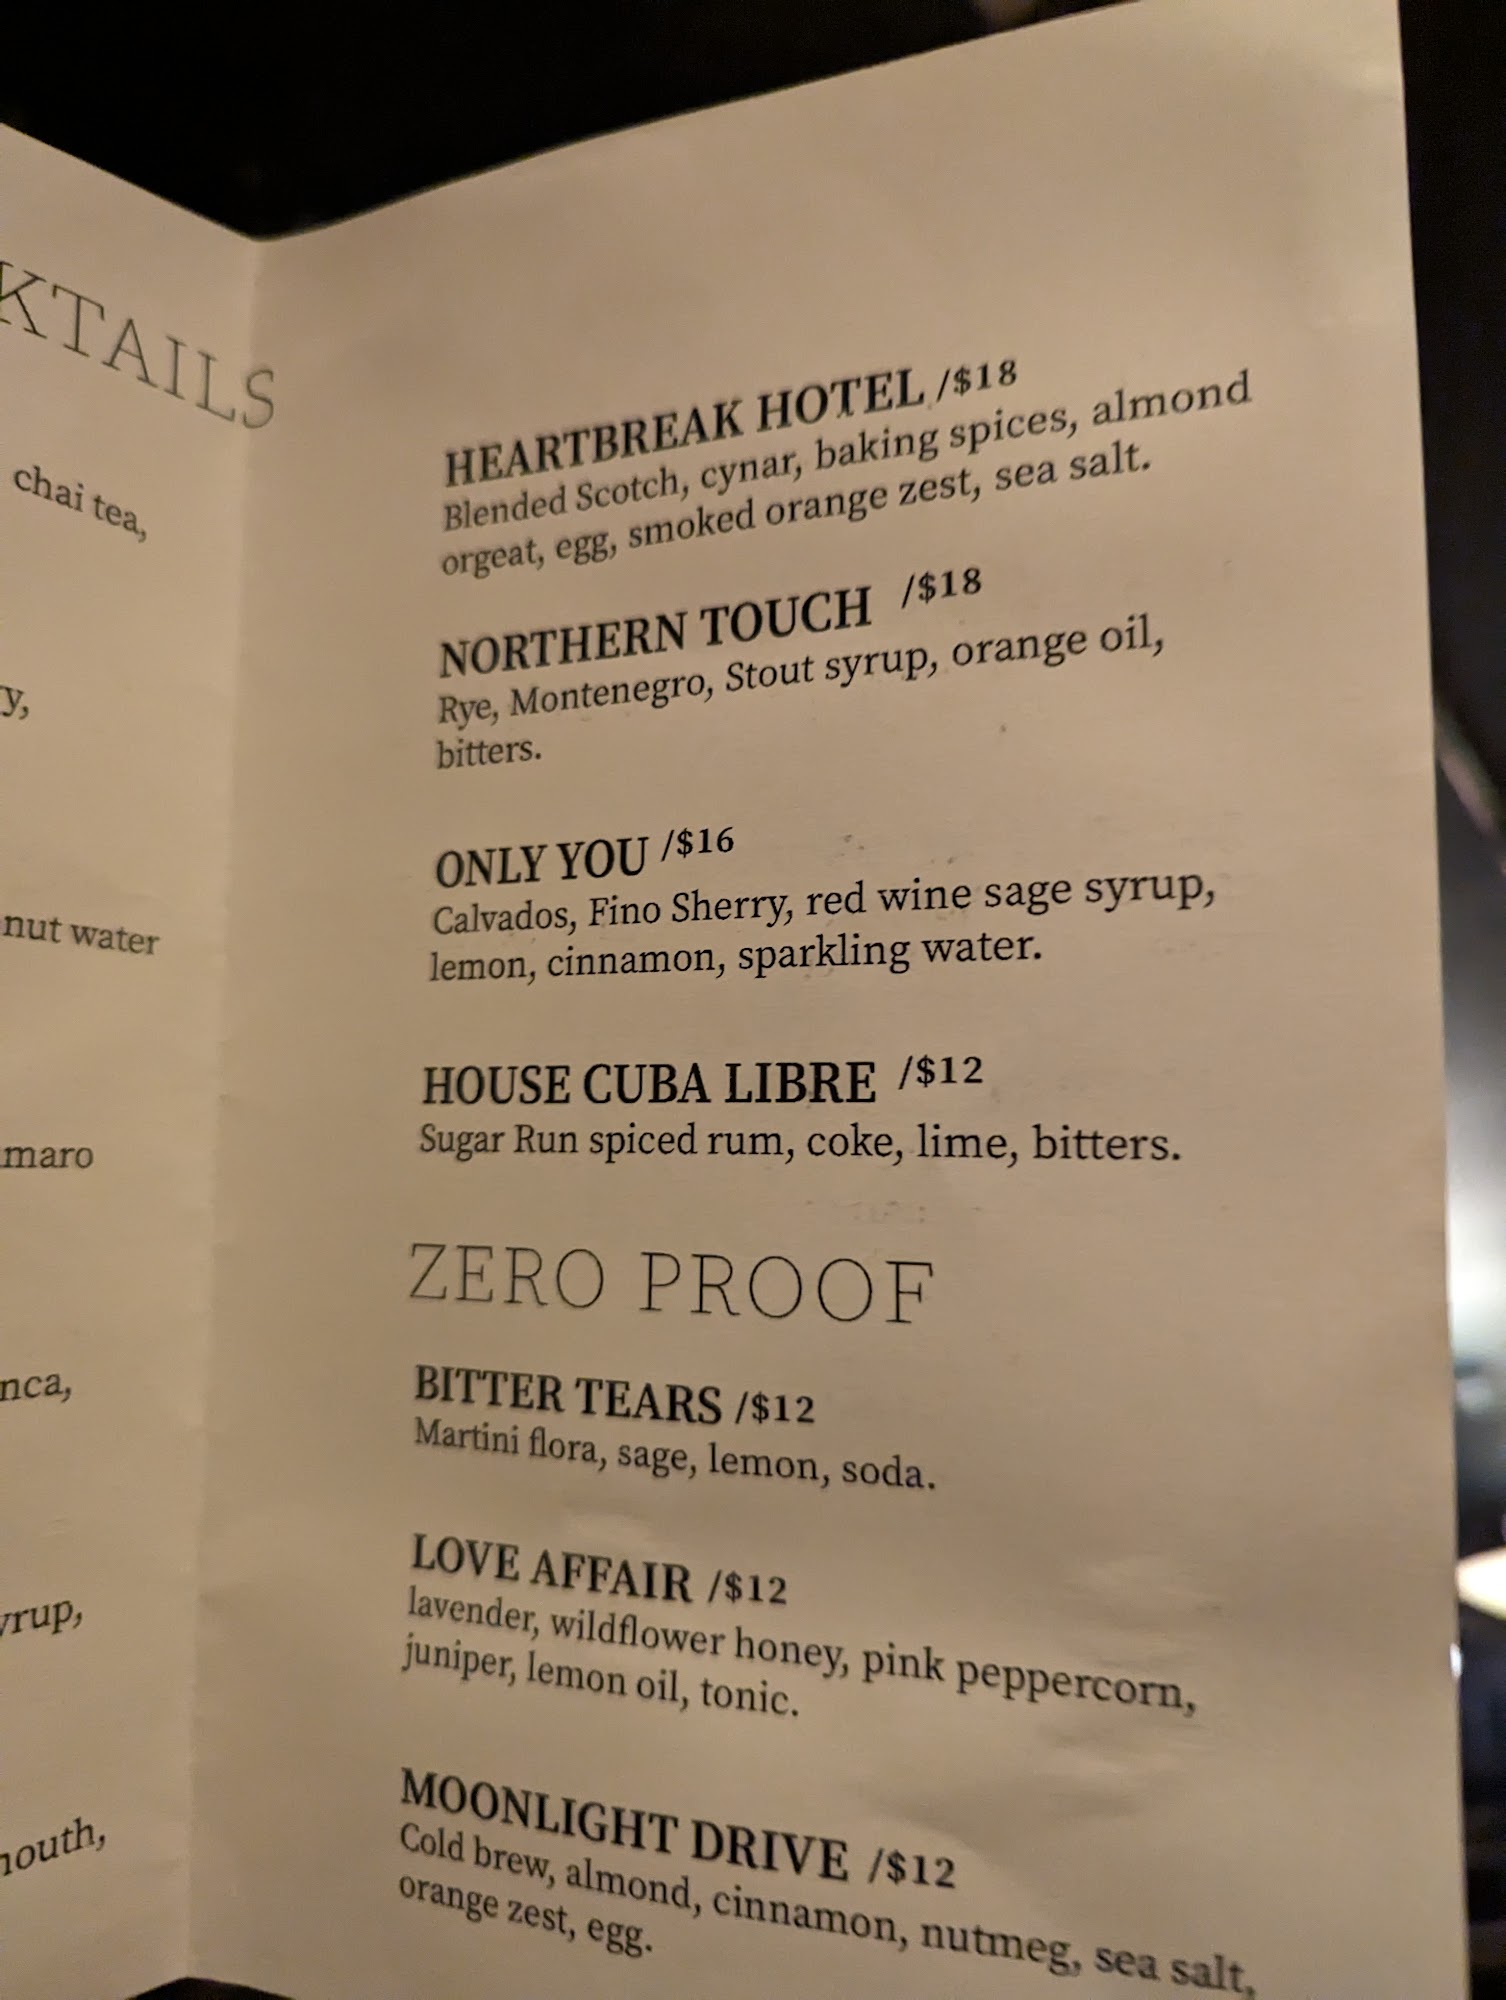 KTAILS
chai tea,
y,
nut water
maro
nca,
yrup,
outh,
HEARTBREAK HOTEL /$18
Blended Scotch, cynar, baking spices, almond
orgeat, egg, smoked orange zest, sea salt.
NORTHERN TOUCH /$18
Rye, Montenegro, Stout syrup, orange oil,
bitters.
ONLY YOU /$16
Calvados, Fino Sherry, red wine sage syrup,
lemon, cinnamon, sparkling water.
HOUSE CUBA LIBRE /$12
Sugar Run spiced rum, coke, lime, bitters.
ZERO PROOF
BITTER TEARS /$12
Martini flora, sage, lemon, soda.
LOVE AFFAIR /$12
lavender, wildflower honey, pink peppercorn,
juniper, lemon oil, tonic.
MOONLIGHT DRIVE /$12
Cold brew, almond, cinnamon, nutmeg, sea salt,
orange zest, egg.